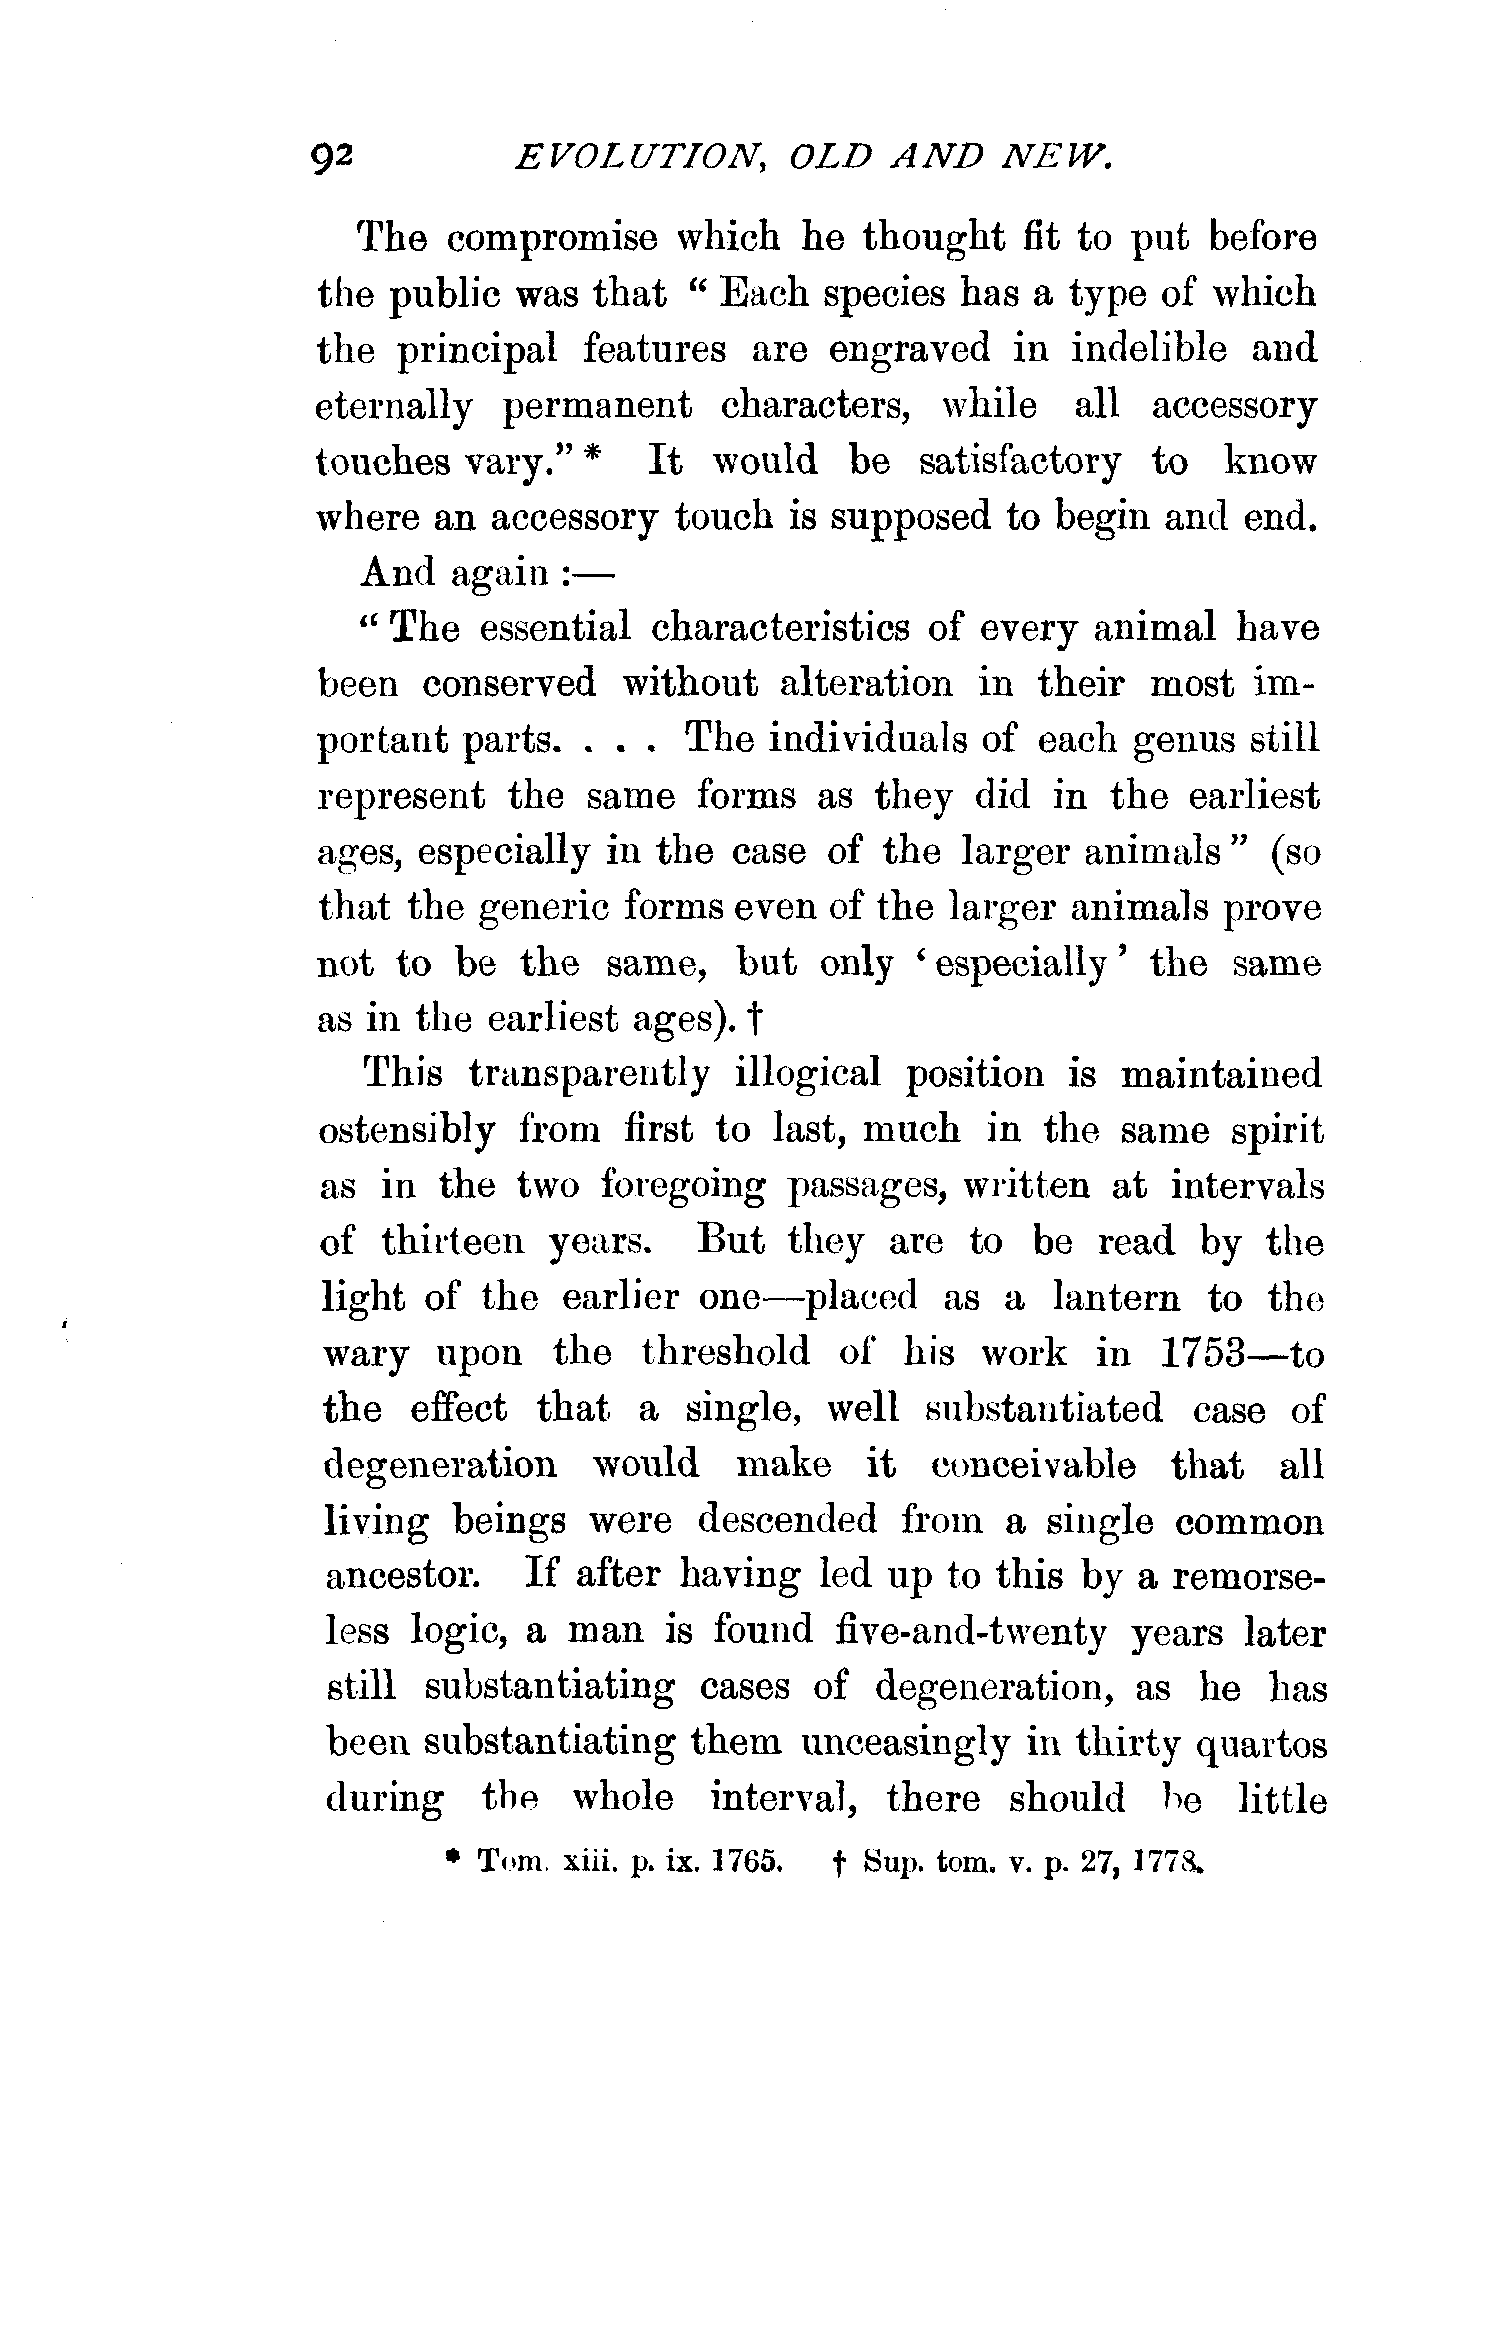 92 EVOLUTION, OLD AND NEW.
The compromise which he thought fit to put before
the public was that “ Each species has a type of which
the principal features are engraved in indelible and
eternally permanent characters, while all accessory
touches vary.” * It would be satisfactory to know
where an accessory touch is supposed to begin and end.
And again :—
“ The essential characteristics of every animal have
been conserved without alteration in their most im-
portant parts. . . . The individuals of each genus still
represent the same forms as they did in the earliest
ages, especially in the case of the larger animals ” (so
that the generic forms even of the larger animals prove
not to be the same, but only ‘ especially ’ the same
as in the earliest ages). †
This transparently illogical position is maintained
ostensibly from first to last, much in the same spirit
as in the two foregoing passages, written at intervals
of thirteen years. But they are to be read by the
light of the earlier one—placed as a lantern to the
wary upon the threshold of his work in 1753—to
the effect that a single, well substantiated case of
degeneration would make it conceivable that all
living beings were descended from a single common
ancestor. If after having led up to this by a remorse-
less logic, a man is found five-and-twenty years later
still substantiating cases of degeneration, as he has
been substantiating them unceasingly in thirty quartos
during the whole interval, there should be little
* Tom. xiii. p. ix. 1765. † Sup. tom. v. p. 27, 1778.